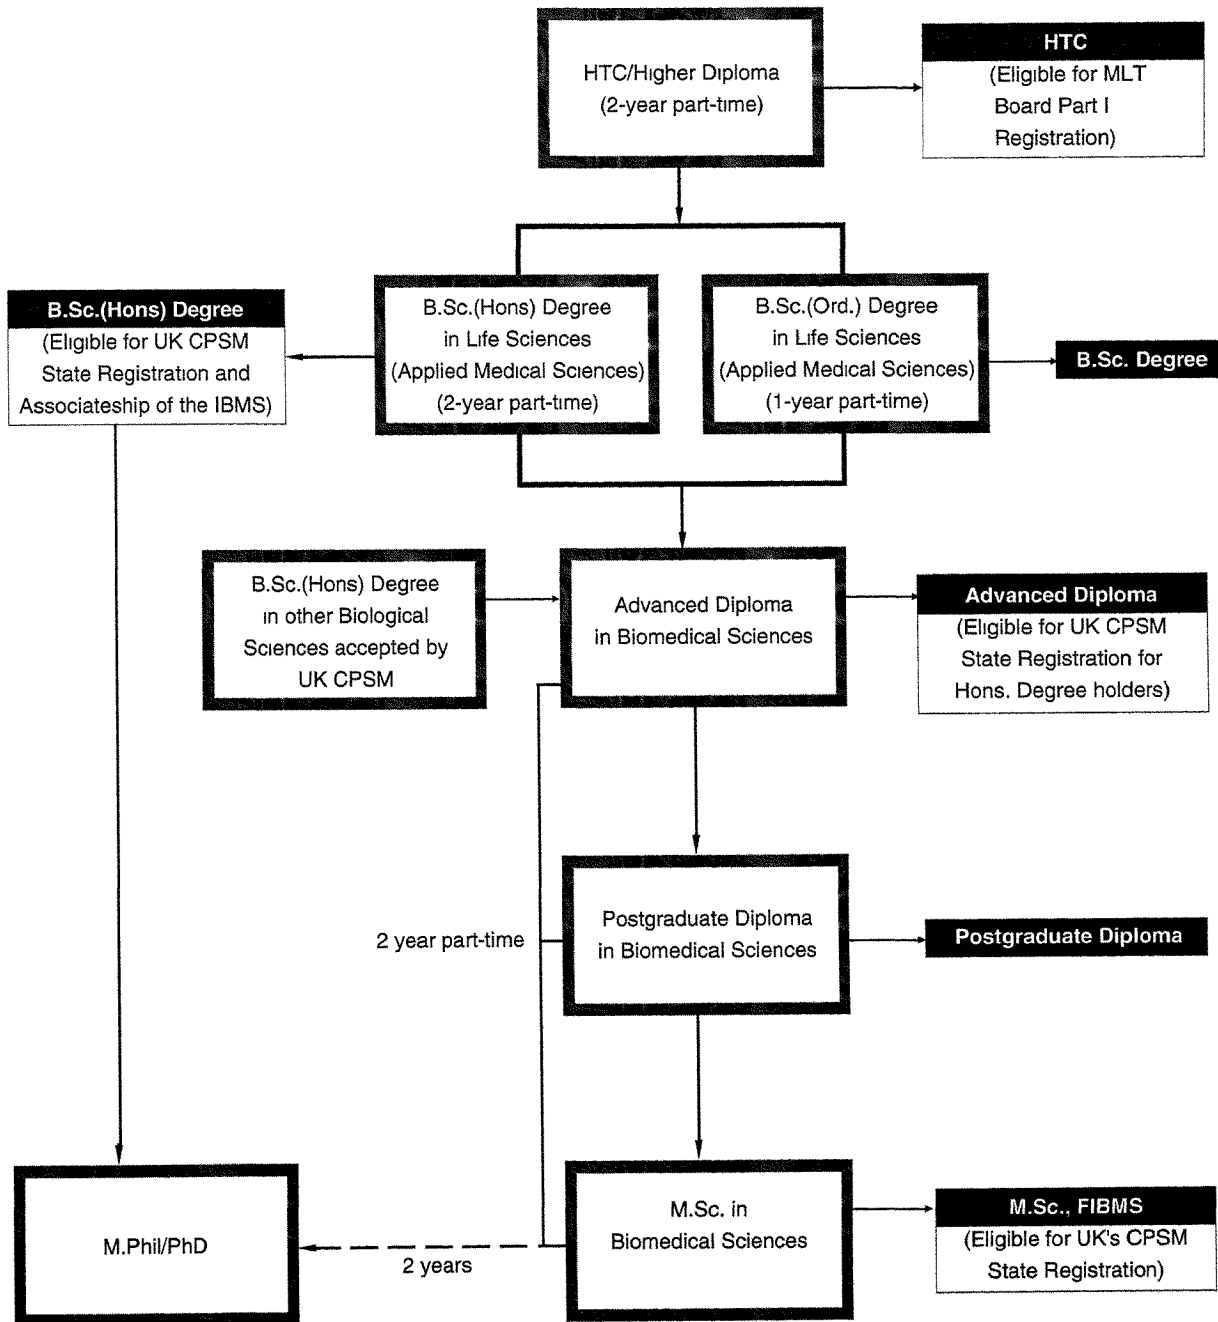 HTC/Higher Diploma
(2-year part-time)
HTC
(Eligible for MLT
Board Part I
Registration)
B.Sc.(Hons) Degree
(Eligible for UK CPSM
State Registration and
Associateship of the IBMS)
B.Sc.(Hons) Degree
in Life Sciences
(Applied Medical Sciences)
(2-year part-time)
B.Sc.(Ord.) Degree
in Life Sciences
(Applied Medical Sciences)
(1-year part-time)
B.Sc. Degree
B.Sc.(Hons) Degree
in other Biological
Sciences accepted by
UK CPSM
Advanced Diploma
in Biomedical Sciences
Advanced Diploma
(Eligible for UK CPSM
State Registration for
Hons. Degree holders)
2 year part-time
Postgraduate Diploma
in Biomedical Sciences
Postgraduate Diploma
M.Phil/PhD
2 years
M.Sc. in
Biomedical Sciences
M.Sc., FIBMS
(Eligible for UK's CPSM
State Registration)